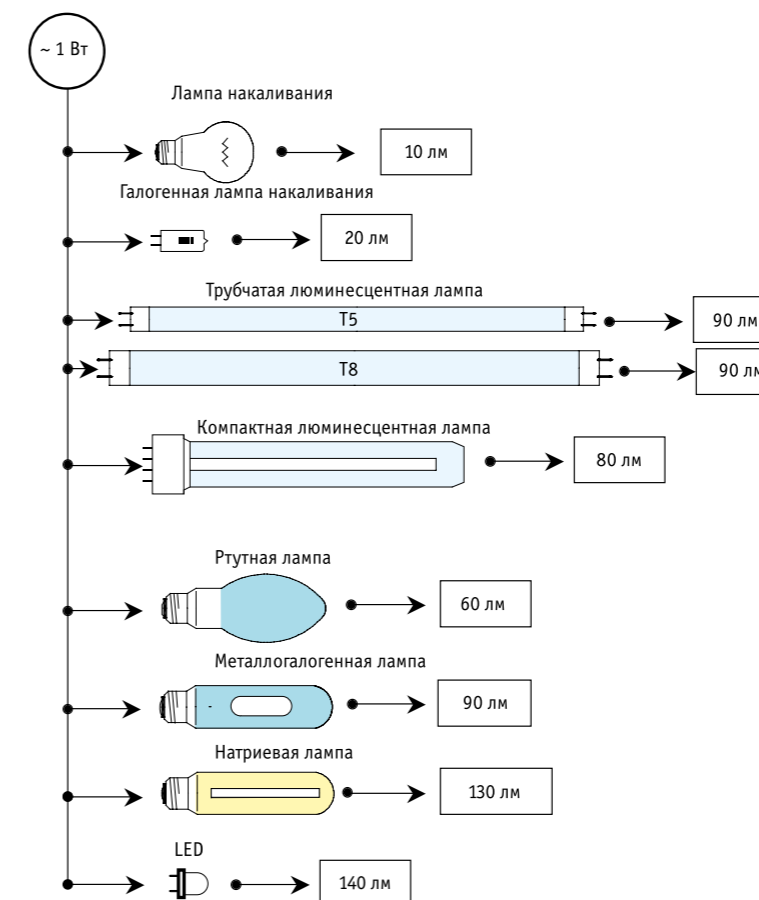 ~ 1 Вт
Лампа накаливания
10 лм
Галогенная лампа накаливания
20 лм
Трубчатая люминесцентная лампа
T5
90 лм
T8
90 лм
Компактная люминесцентная лампа
80 лм
Ртутная лампа
60 лм
Металлогалогенная лампа
90 лм
Натриевая лампа
130 лм
LED
140 лм